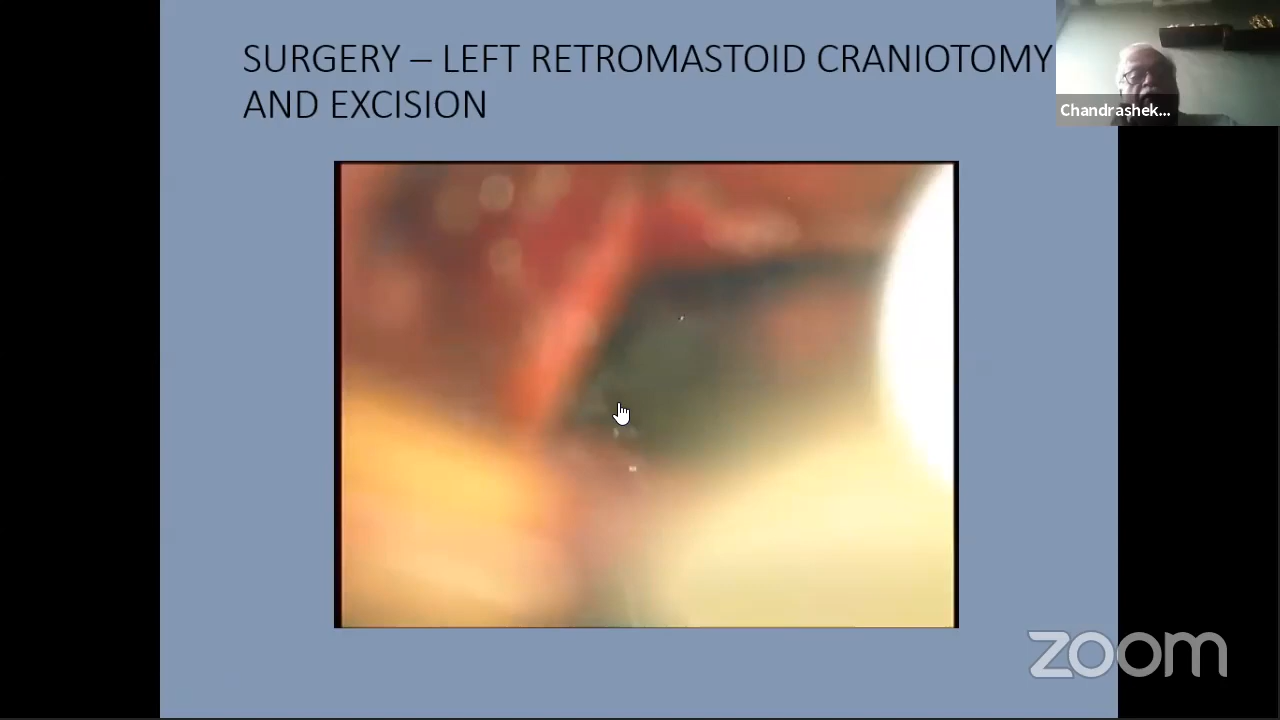 SURGERY – LEFT RETROMASTOID CRANIOTOMY
AND EXCISION
Chandrashek...
zoom